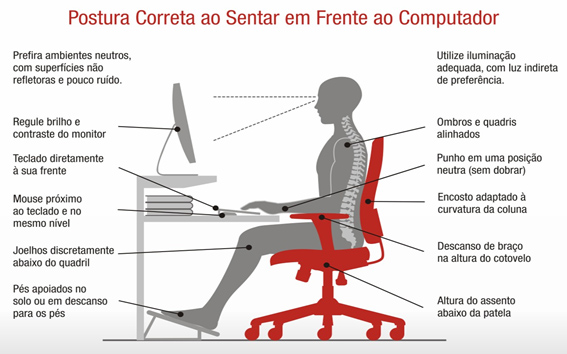 Postura Correta ao Sentar em Frente ao Computador
Prefira ambientes neutros,
com superfícies não
refletoras e pouco ruído.
Regule brilho e
contraste do monitor
Teclado diretamente
à sua frente
Mouse próximo
ao teclado e no
mesmo nível
Joelhos discretamente
abaixo do quadril
Pés apoiados no
solo ou em descanso
para os pés
Utilize iluminação
adequada, com luz indireta
de preferência.
Ombros e quadris
alinhados
Punho em uma posição
neutra (sem dobrar)
Encosto adaptado à
curvatura da coluna
Descanso de braço
na altura do cotovelo
Altura do assento
abaixo da patela